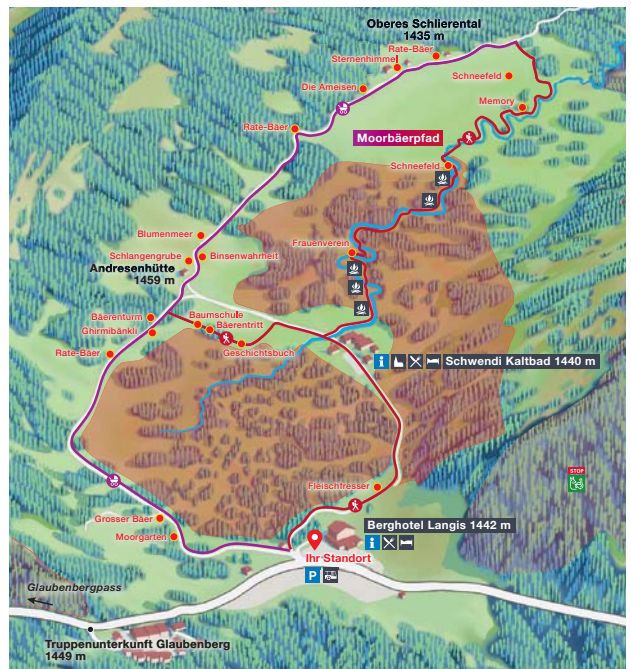 Oberes Schlierental
1435 m
Rate-Bäer
Sternenhimmel
Schneefeld
Die Ameisen
Memory
Rate-Bäer
Moorbäerpfad
Schneefeld
Blumenmeer
Frauenverein
Schlangengrube
Binsenwahrheit
Andresenhütte
1459 m
Bäerenturm
Baumschule
Bäerentritt
Ghirmibänkli
Geschichtsbuch
Rate-Bäer
Schwendi Kaltbad 1440 m
STOP
Fleischfresser
Grosser Bäer
Berghotel Langis 1442 m
Moorgarten
Ihr Standort
P
Glaubenbergpass
Truppenunterkunft Glaubenberg
1449 m